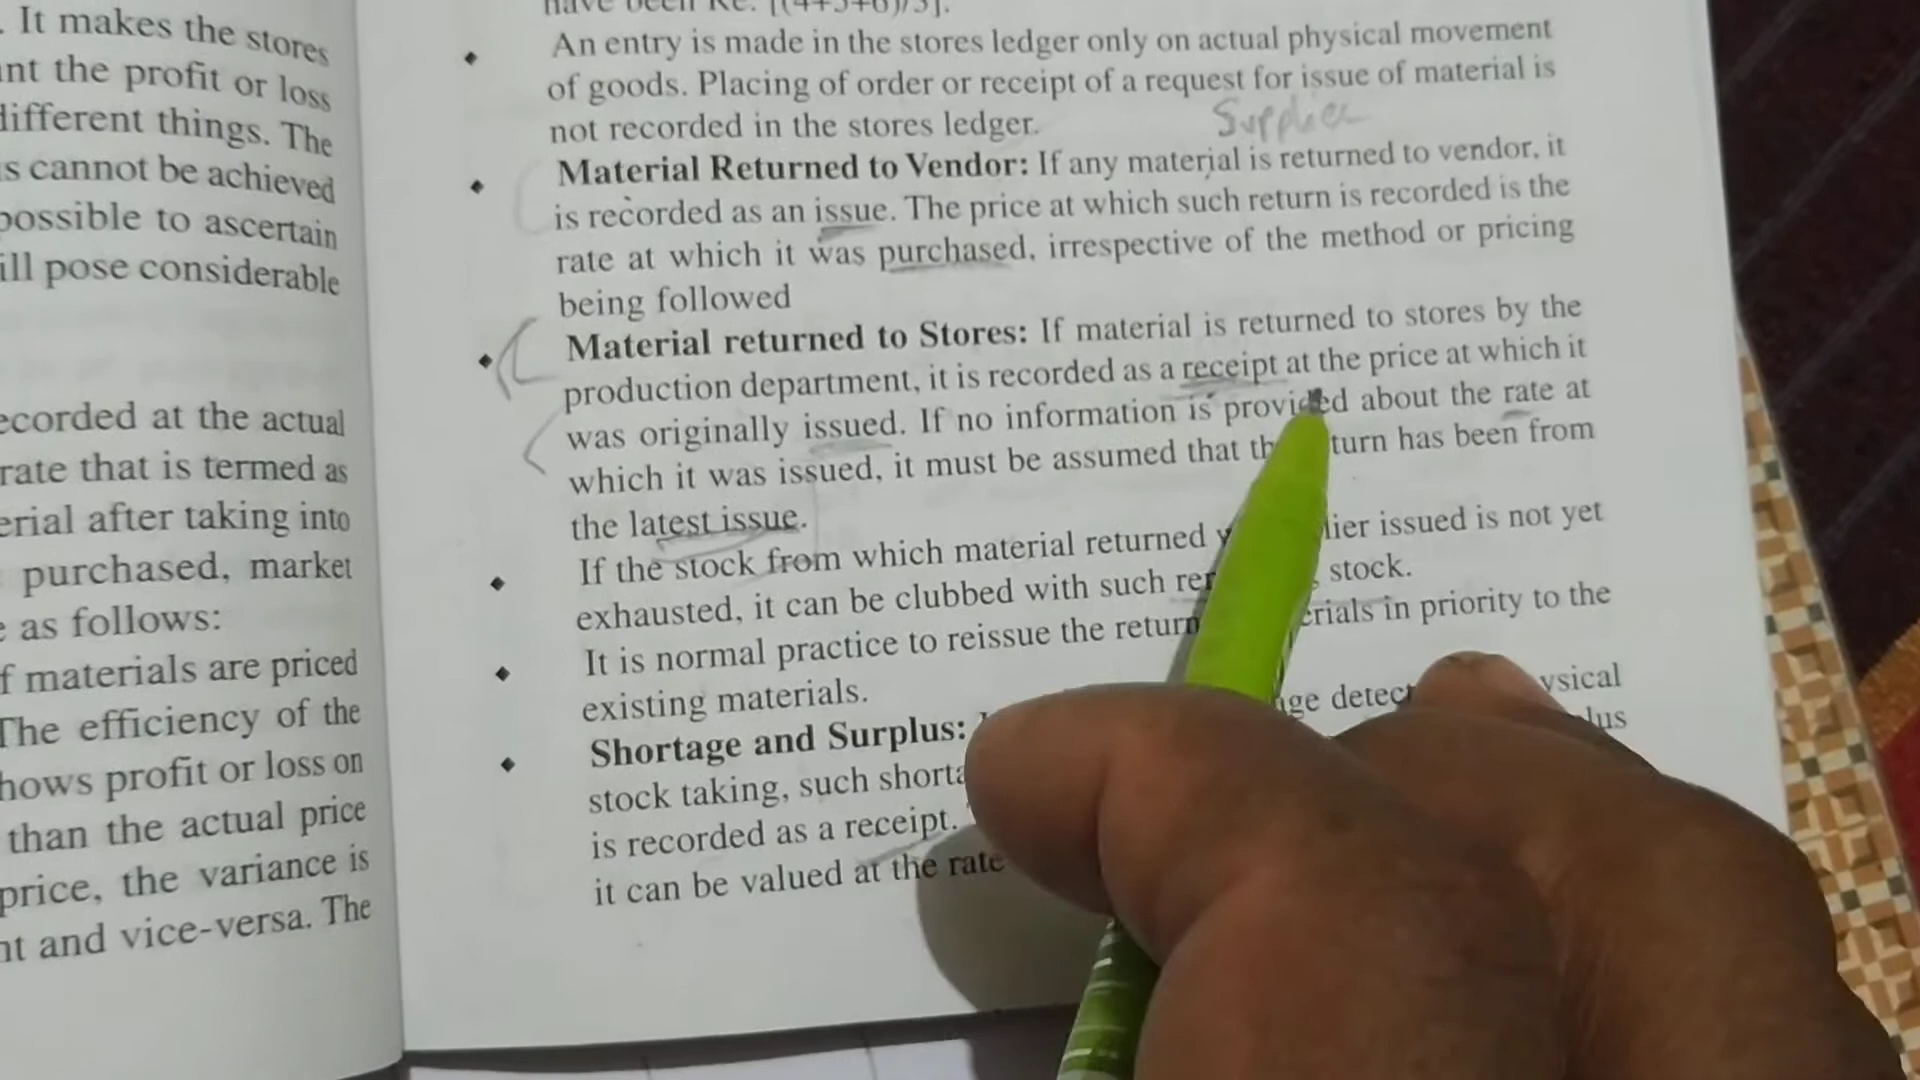 . It makes the stores
the profit or loss
different things. The
cannot be achieved
possible to ascertain
ill pose considerable
ecorded at the actual
rate that is termed as
erial after taking into
purchased, market
as follows:
f materials are priced
The efficiency of the
hows profit or loss on
than the actual price
price, the variance is
nt and vice-versa. The
have been Re. [(4+5+6)/3].
An entry is made in the stores ledger only on actual physical movement
of goods. Placing of order or receipt of a request for issue of material is
not recorded in the stores ledger.
Supplier
Material Returned to Vendor: If any material is returned to vendor, it
is recorded as an issue. The price at which such return is recorded is the
rate at which it was purchased, irrespective of the method or pricing
being followed
Material returned to Stores: If material is returned to stores by the
production department, it is recorded as a receipt at the price at which it
was originally issued. If no information is provided about the rate at
which it was issued, it must be assumed that the return has been from
the latest issue.
If the stock from which material returned lier issued is not yet
exhausted, it can be clubbed with such stock.
It is normal practice to reissue the return erials in priority to the
existing materials.
Shortage and Surplus: age detect ysical
stock taking, such shorta lus
is recorded as a receipt.
it can be valued at the rate